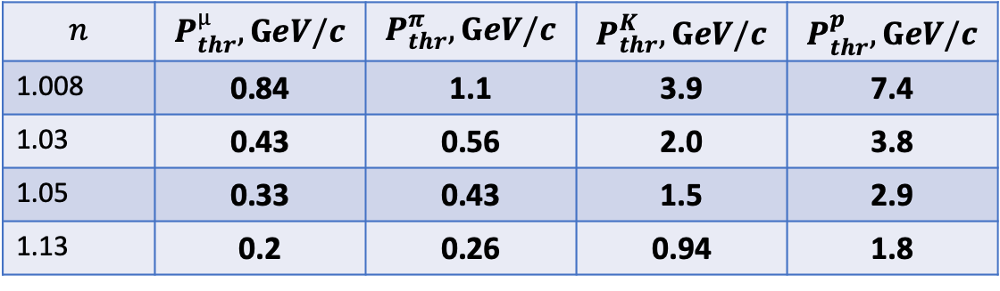 n P^μ_thr, GeV/c P^π_thr, GeV/c P^K_thr, GeV/c P^p_thr, GeV/c
1.008 0.84 1.1 3.9 7.4
1.03 0.43 0.56 2.0 3.8
1.05 0.33 0.43 1.5 2.9
1.13 0.2 0.26 0.94 1.8